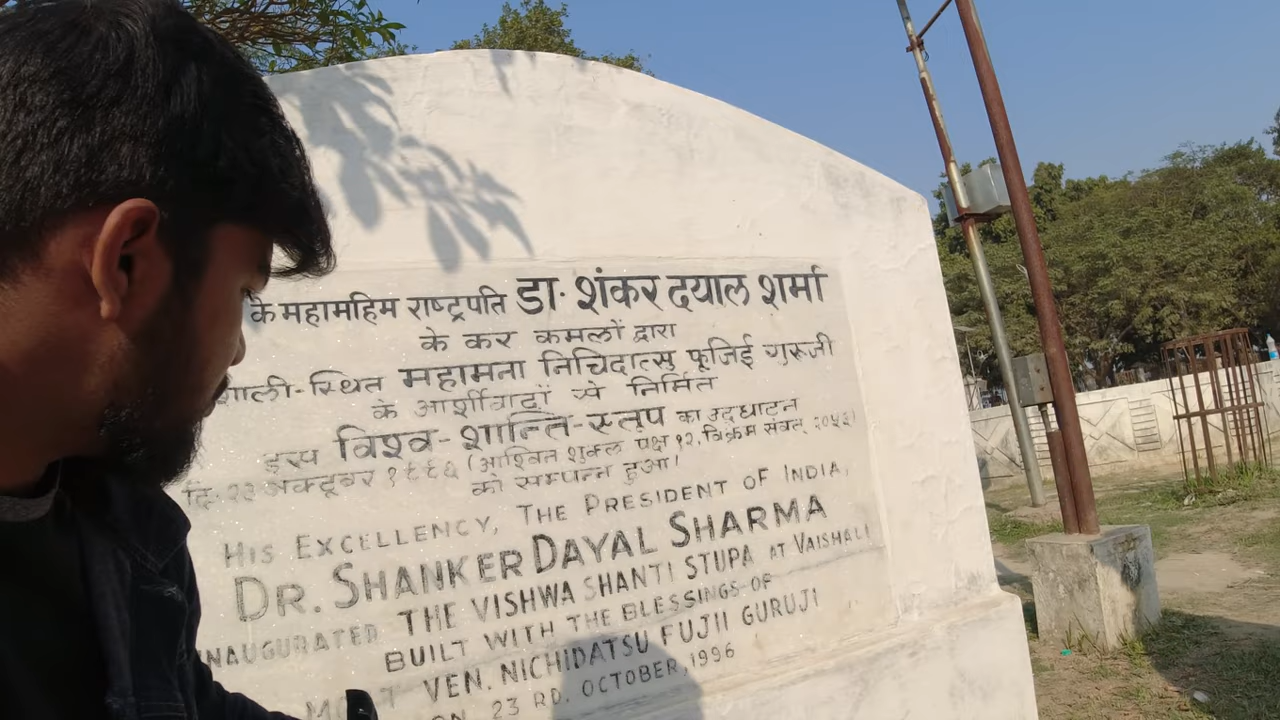 के महामहिम राष्ट्रपति डा॰ शंकर दयाल शर्मा
के कर कमलों द्वारा
शाली-स्थित महामना निचिदात्सु फूजिई गुरुजी
के आर्शीवादों से निर्मित
इस विश्व-शान्ति-स्तूप का उदघाटन
दि. २३ अक्टूबर १९९६ (आश्विन शुक्ल पक्ष १२, विक्रम संवत् २०५३)
को सम्पन्न हुआ।
HIS EXCELLENCY, THE PRESIDENT OF INDIA,
DR. SHANKER DAYAL SHARMA
NAUGURATED THE VISHWA SHANTI STUPA AT VAISHALI
BUILT WITH THE BLESSINGS OF
VEN. NICHIDATSU FUJII GURUJI
ON 23 RD. OCTOBER, 1996